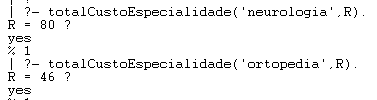 | ?- totalCustoEspecialidade('neurologia',R).
R = 80 ?
yes
% 1
| ?- totalCustoEspecialidade('ortopedia',R).
R = 46 ?
yes